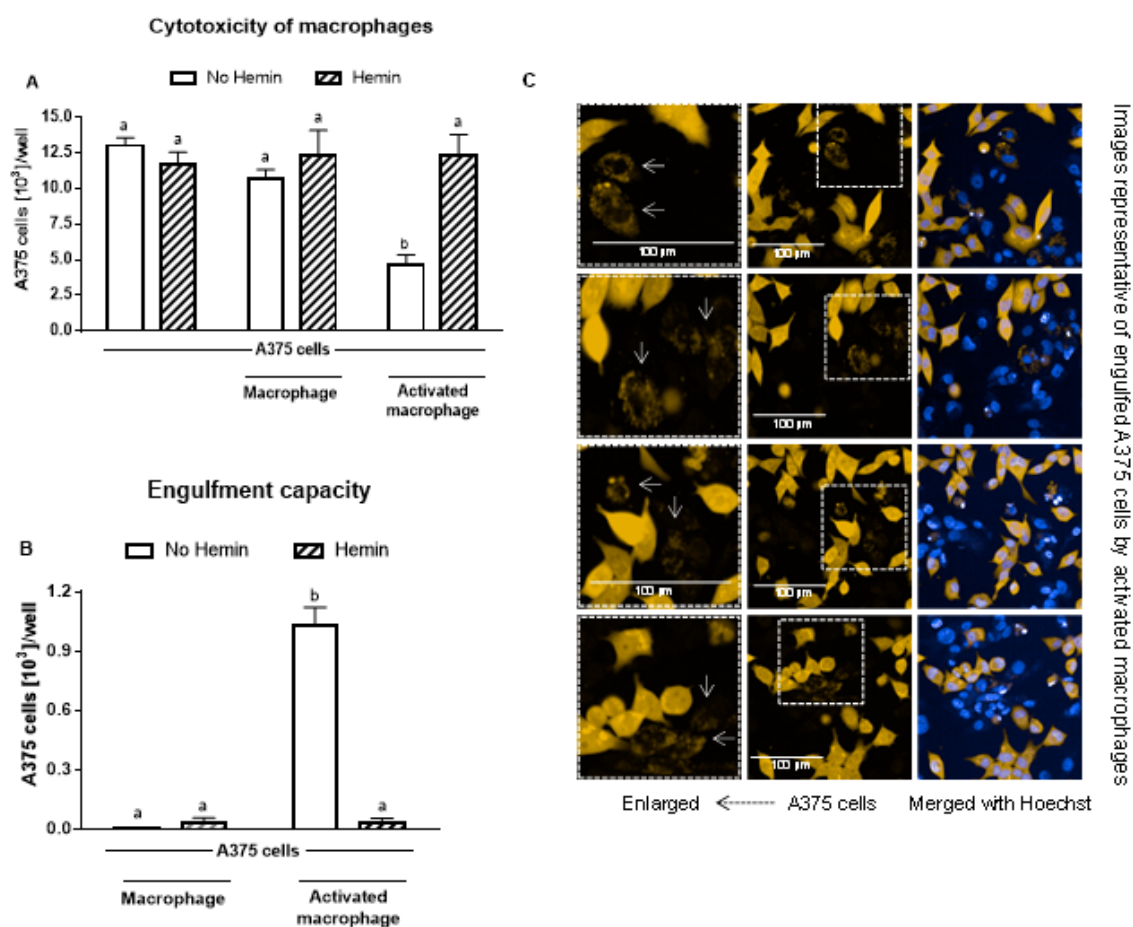 Cytotoxicity of macrophages
A
No Hemin
Hemin
A375 cells [10³]/well
15.0
12.5
10.0
7.5
5.0
2.5
0.0
a
a
a
a
b
a
A375 cells
Macrophage
Activated
macrophage
Engulfment capacity
B
No Hemin
Hemin
A375 cells [10³]/well
1.2
0.9
0.6
0.3
0.0
a
a
b
a
A375 cells
Macrophage
Activated
macrophage
C
100 µm
100 µm
100 µm
100 µm
100 µm
100 µm
100 µm
100 µm
Enlarged
A375 cells
Merged with Hoechst
Images representative of engulfed A375 cells by activated macrophages